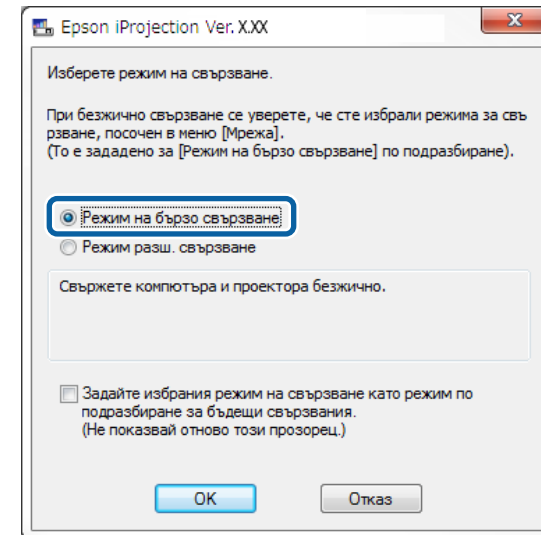 Epson iProjection Ver. X.XX
Изберете режим на свързване.
При безжично свързване се уверете, че сте избрали режима за свъ
рзване, посочен в меню [Мрежа].
(То е зададено за [Режим на бързо свързване] по подразбиране).
Режим на бързо свързване
Режим разш. свързване
Свържете компютъра и проектора безжично.
Задайте избрания режим на свързване като режим по
подразбиране за бъдещи свързвания.
(Не показвай отново този прозорец.)
OK
Отказ